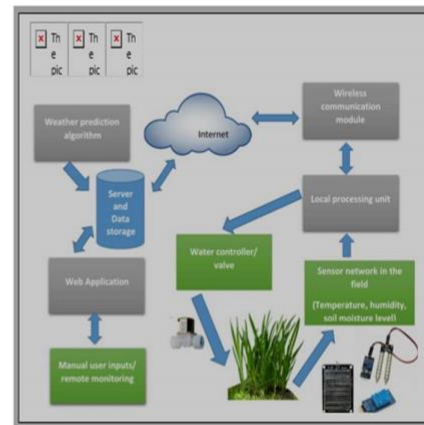 Th Th Th
e e e
pic pic pic
Wireless
communication
module
Weather prediction
algorithm
Internet
Server
and
Data
storage
Local processing unit
Water controller/
valve
Web Application
Sensor network in the
field
(Temperature, humidity,
soil moisture level)
Manual user inputs/
remote monitoring